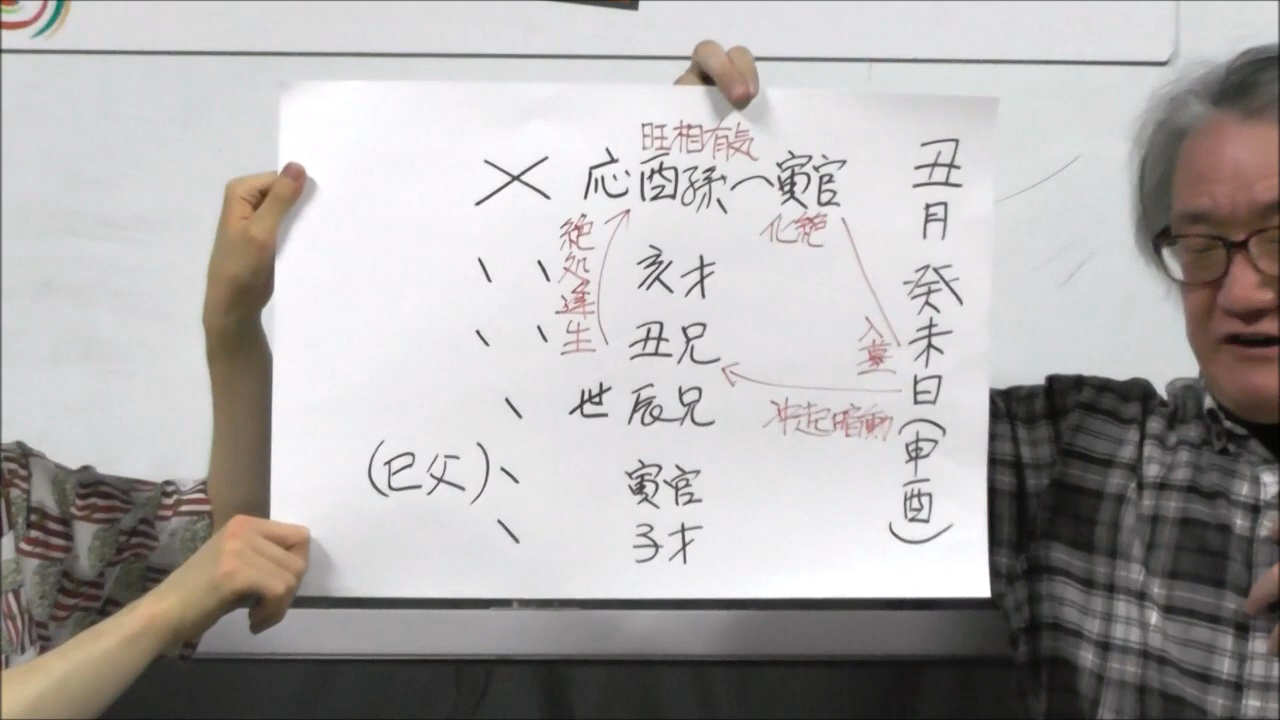 丑月癸未日(申酉)
旺相有気
応酉孫〵寅官
化絶
絶処逢生
亥才
丑兄
入墓
世辰兄
冲起暗動
(巳父)
寅官
子才